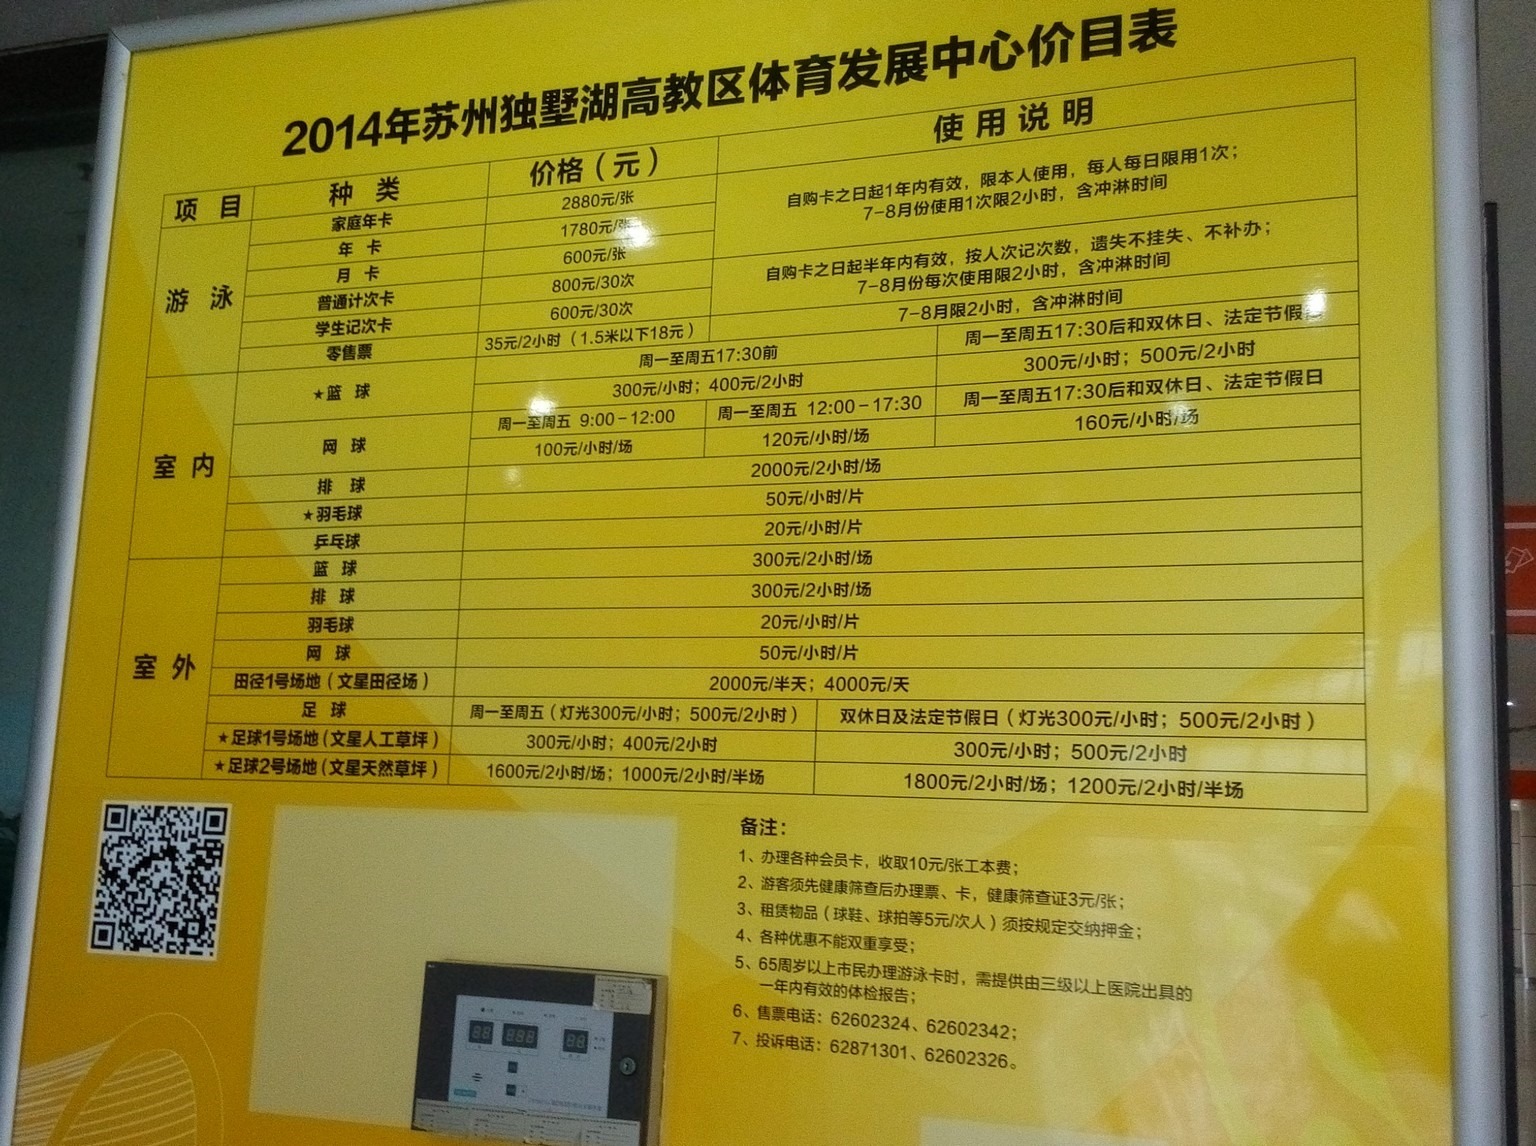 2014年苏州独墅湖高教区体育发展中心价目表
项 目 种 类 价格（元） 使 用 说 明
游 泳
家庭年卡 2880元/张
年 卡 1780元/张
月 卡 600元/张
自购卡之日起1年内有效，限本人使用，每人每日限用1次；
7-8月份使用1次限2小时，含冲淋时间
普通计次卡 800元/30次
学生记次卡 600元/30次
自购卡之日起半年内有效，按人次记次数，遗失不挂失、不补办；
7-8月份每次使用限2小时，含冲淋时间
零售票 35元/2小时（1.5米以下18元） 7-8月限2小时，含冲淋时间
室 内
★篮 球 周一至周五17:30前 周一至周五17:30后和双休日、法定节假
300元/小时；400元/2小时 300元/小时；500元/2小时
网 球 周一至周五 9:00-12:00 周一至周五 12:00-17:30 周一至周五17:30后和双休日、法定节假日
100元/小时/场 120元/小时/场 160元/小时/场
排 球 2000元/2小时/场
★羽毛球 50元/小时/片
乒乓球 20元/小时/片
室 外
篮 球 300元/2小时/场
排 球 300元/2小时/场
羽毛球 20元/小时/片
网 球 50元/小时/片
田径1号场地（文星田径场） 2000元/半天；4000元/天
足 球 周一至周五（灯光300元/小时；500元/2小时） 双休日及法定节假日（灯光300元/小时；500元/2小时）
★足球1号场地（文星人工草坪） 300元/小时；400元/2小时 300元/小时；500元/2小时
★足球2号场地（文星天然草坪） 1600元/2小时/场；1000元/2小时/半场 1800元/2小时/场；1200元/2小时/半场
备注：
1、办理各种会员卡，收取10元/张工本费；
2、游客须先健康筛查后办理票、卡，健康筛查证3元/张；
3、租赁物品（球鞋、球拍等5元/次人）须按规定交纳押金；
4、各种优惠不能双重享受；
5、65周岁以上市民办理游泳卡时，需提供由三级以上医院出具的
一年内有效的体检报告；
6、售票电话：62602324、62602342；
7、投诉电话：62871301、62602326。